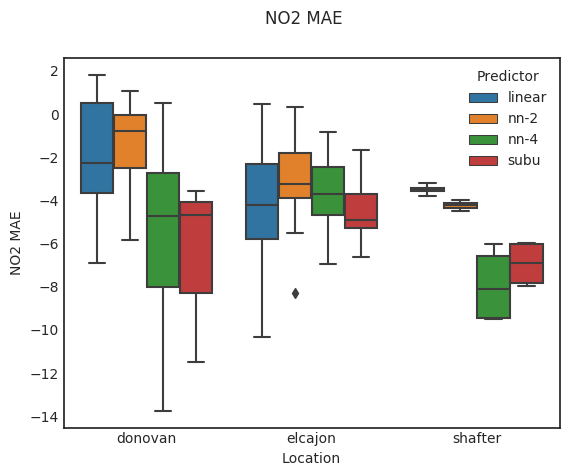 NO2 MAE
Predictor
linear
nn-2
nn-4
subu
NO2 MAE
2
0
−2
−4
−6
−8
−10
−12
−14
donovan
elcajon
shafter
Location